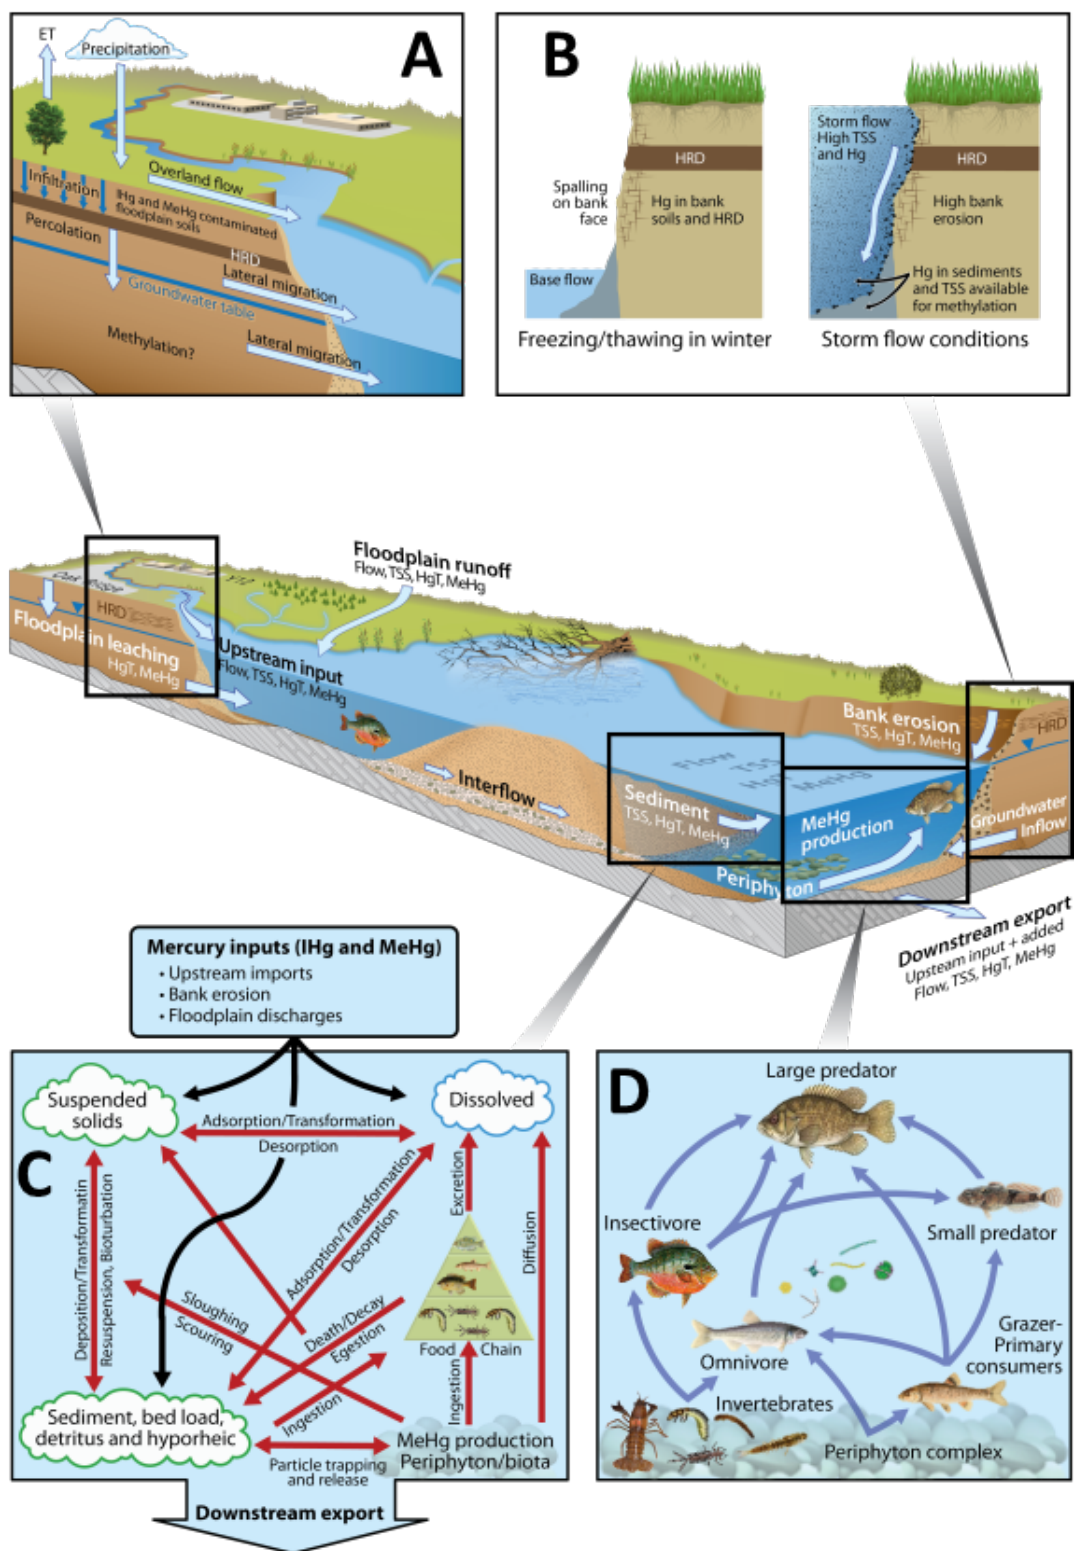 A
ET
Precipitation
Overland flow
Infiltration
IHg and MeHg contaminated
floodplain soils
Percolation
HRD
Lateral migration
Groundwater table
Methylation?
Lateral migration
B
HRD
Spalling
on bank
face
Hg in bank
soils and HRD
Base flow
Freezing/thawing in winter
Storm flow
High TSS
and Hg
HRD
High bank
erosion
Hg in sediments
and TSS available
for methylation
Storm flow conditions
Floodplain runoff
Flow, TSS, HgT, MeHg
HRD
Floodplain leaching
HgT, MeHg
Upstream input
Flow, TSS, HgT, MeHg
Bank erosion
TSS, HgT, MeHg
HRD
Flow
TSS
HgT
MeHg
Interflow
Sediment
TSS, HgT, MeHg
MeHg
production
Groundwater
Inflow
Periphyton
Downstream export
Upsteam input + added
Flow, TSS, HgT, MeHg
Mercury inputs (IHg and MeHg)
• Upstream imports
• Bank erosion
• Floodplain discharges
C
Suspended
solids
Dissolved
Adsorption/Transformation
Desorption
Deposition/Transformatin
Resuspension, Bioturbation
Adsorption/Transformation
Desorption
Excretion
Diffusion
Sloughing
Scouring
Death/Decay
Egestion
Food Chain
Ingestion
Ingestion
Sediment, bed load,
detritus and hyporheic
Particle trapping
and release
MeHg production
Periphyton/biota
Downstream export
D
Large predator
Insectivore
Small predator
Omnivore
Grazer-
Primary
consumers
Invertebrates
Periphyton complex